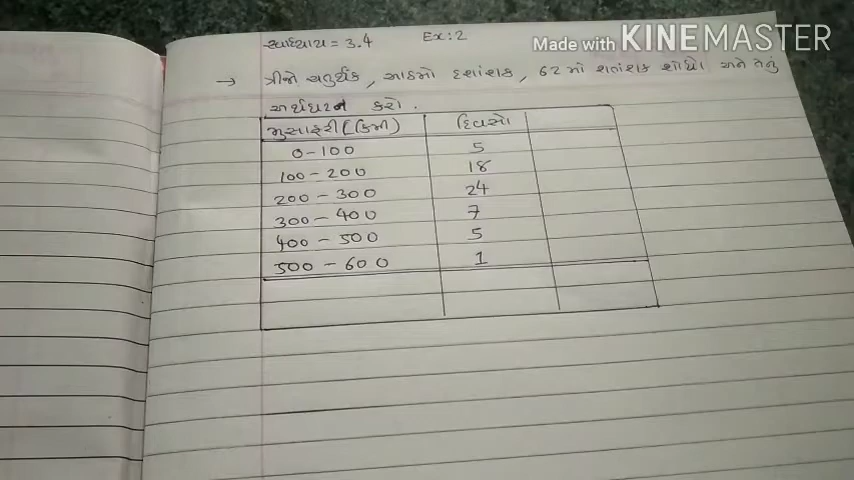 સ્વાધ્યાય = 3.4 Ex:2
Made with KINEMASTER
→ ત્રીજો ચતુર્થક, આઠમો દશાંશક, 62 મો શતાંશક શોધો અને તેનું
અર્થઘટન કરો.
મુસાફરી (કિમી) દિવસો
0-100 5
100-200 18
200-300 24
300-400 7
400-500 5
500-600 1